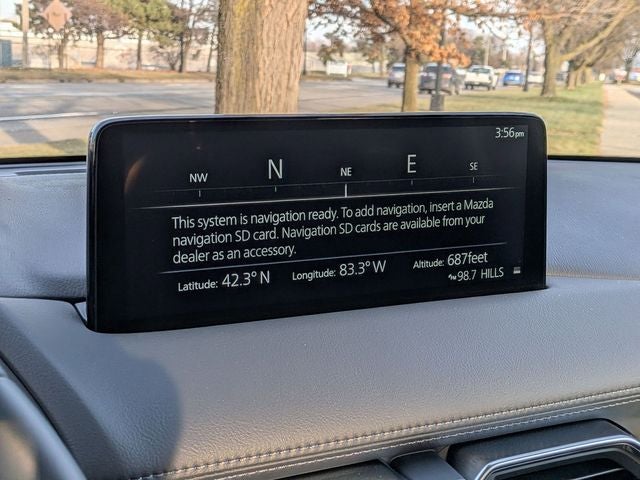 3:56pm
NW N NE E SE
This system is navigation ready. To add navigation, insert a Mazda
navigation SD card. Navigation SD cards are available from your
dealer as an accessory.
Latitude: 42.3° N Longitude: 83.3° W Altitude: 687feet
98.7 HILLS